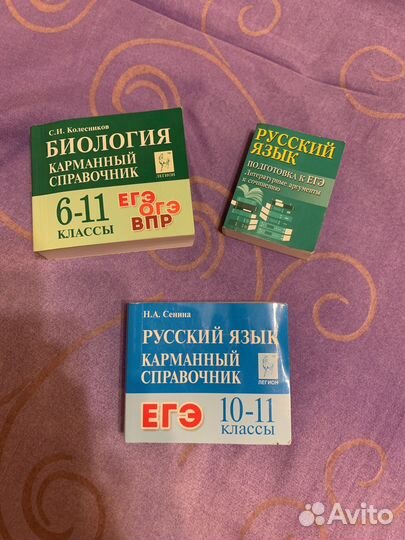 С.И. Колесников
БИОЛОГИЯ
КАРМАННЫЙ
СПРАВОЧНИК
ЛЕГИОН
6-11
КЛАССЫ
ЕГЭ
ОГЭ
ВПР
РУССКИЙ
ЯЗЫК
ПОДГОТОВКА К ЕГЭ
Литературные аргументы
к сочинению
Н.А. Сенина
РУССКИЙ ЯЗЫК
КАРМАННЫЙ
СПРАВОЧНИК
ЛЕГИОН
ЕГЭ
10-11
классы
Avito